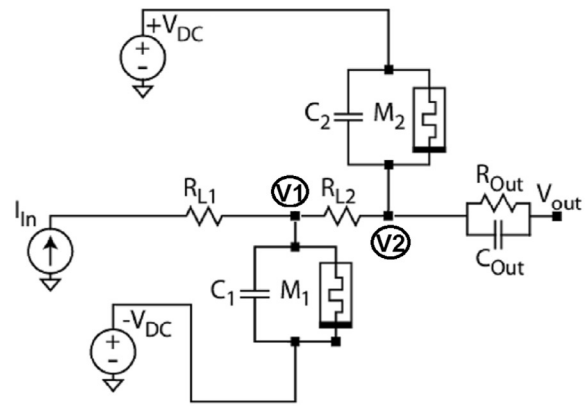 +V_DC
+
-
C_2
M_2
R_Out
V_out
R_L1
V1
R_L2
I_In
V2
C_Out
C_1
M_1
-V_DC
+
-